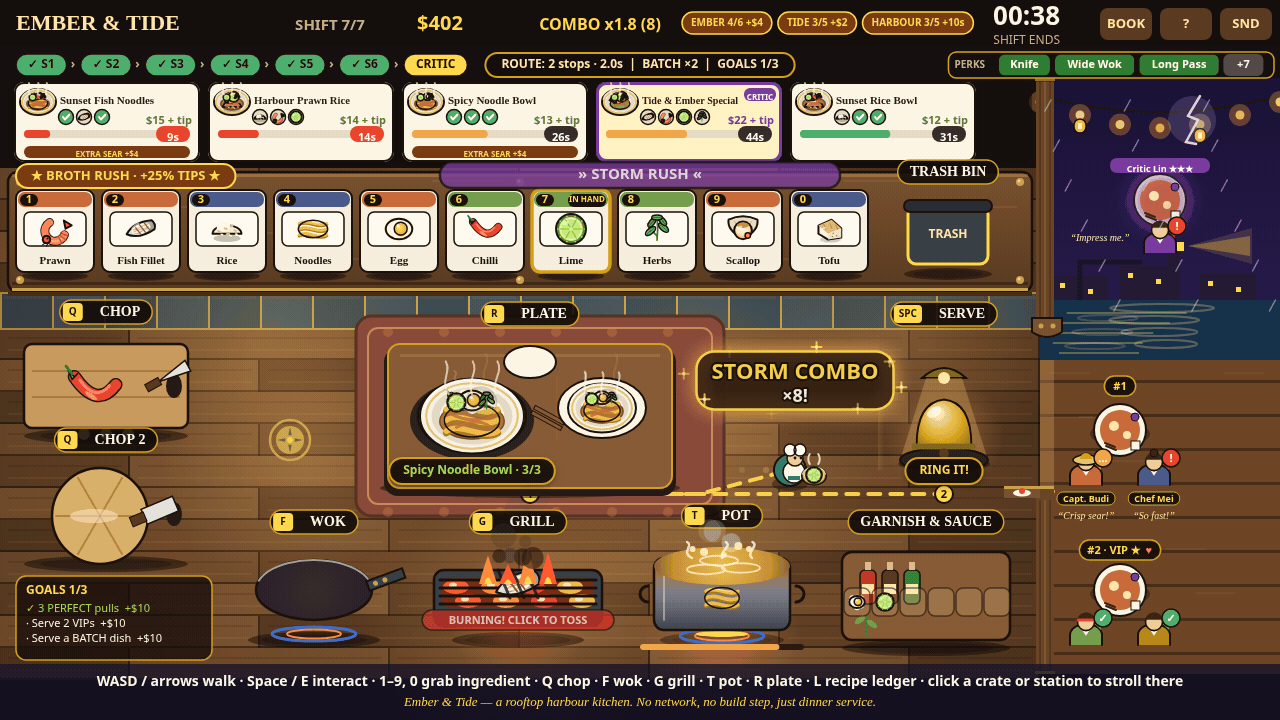 EMBER & TIDE
SHIFT 7/7
$402
COMBO x1.8 (8)
EMBER 4/6 +$4
TIDE 3/5 +$2
HARBOUR 3/5 +10s
00:38
SHIFT ENDS
BOOK
?
SND
✓ S1 › ✓ S2 › ✓ S3 › ✓ S4 › ✓ S5 › ✓ S6 › CRITIC
ROUTE: 2 stops · 2.0s | BATCH ×2 | GOALS 1/3
PERKS
Knife
Wide Wok
Long Pass
+7
Sunset Fish Noodles
$15 + tip
9s
EXTRA SEAR +$4
Harbour Prawn Rice
$14 + tip
14s
Spicy Noodle Bowl
$13 + tip
26s
EXTRA SEAR +$4
Tide & Ember Special
CRITIC
$22 + tip
44s
Sunset Rice Bowl
$12 + tip
31s
★ BROTH RUSH · +25% TIPS ★
» STORM RUSH «
TRASH BIN
1
Prawn
2
Fish Fillet
3
Rice
4
Noodles
5
Egg
6
Chilli
7
IN HAND
Lime
8
Herbs
9
Scallop
0
Tofu
TRASH
Critic Lin ★★★
!
“Impress me.”
Q CHOP
R PLATE
SPC SERVE
STORM COMBO
×8!
Q CHOP 2
Spicy Noodle Bowl · 3/3
RING IT!
2
#1
...
!
Capt. Budi
Chef Mei
“Crisp sear!”
“So fast!”
F WOK
G GRILL
T POT
GARNISH & SAUCE
#2 · VIP ★ ♥
BURNING! CLICK TO TOSS
GOALS 1/3
✓ 3 PERFECT pulls +$10
· Serve 2 VIPs +$10
· Serve a BATCH dish +$10
WASD / arrows walk · Space / E interact · 1–9, 0 grab ingredient · Q chop · F wok · G grill · T pot · R plate · L recipe ledger · click a crate or station to stroll there
Ember & Tide — a rooftop harbour kitchen. No network, no build step, just dinner service.